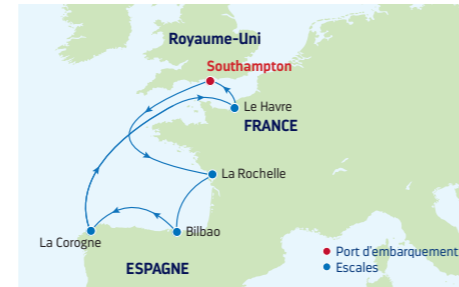 Royaume-Uni
Southampton
Le Havre
FRANCE
La Rochelle
La Corogne
Bilbao
ESPAGNE
Port d'embarquement
Escales